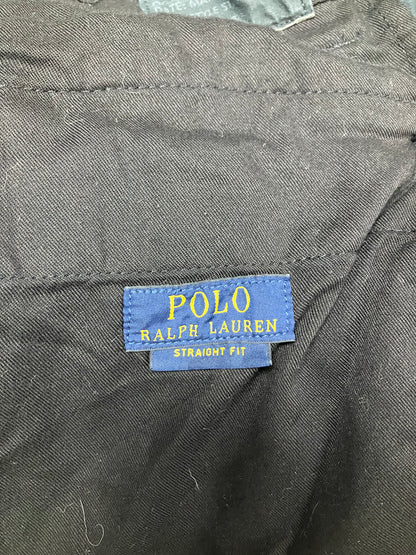 POLO
RALPH LAUREN
STRAIGHT FIT